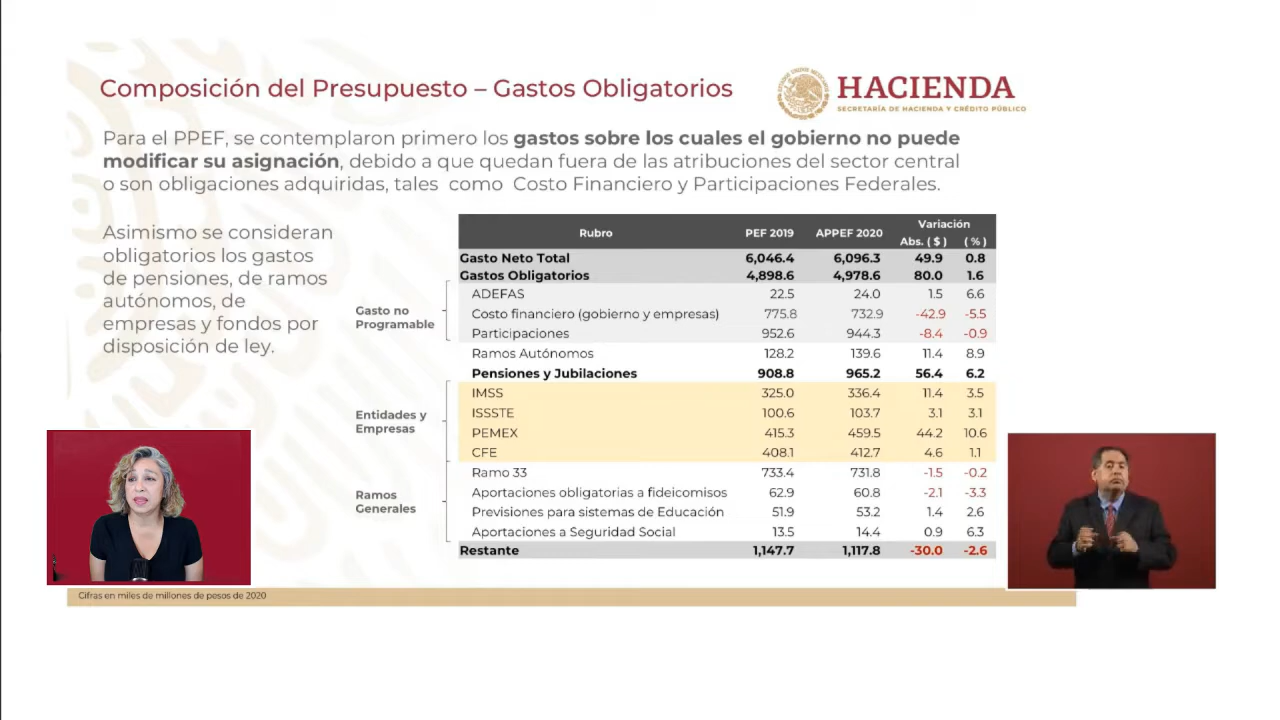 Composición del Presupuesto – Gastos Obligatorios
HACIENDA
SECRETARÍA DE HACIENDA Y CRÉDITO PÚBLICO
Para el PPEF, se contemplaron primero los gastos sobre los cuales el gobierno no puede
modificar su asignación, debido a que quedan fuera de las atribuciones del sector central
o son obligaciones adquiridas, tales como Costo Financiero y Participaciones Federales.
Asimismo se consideran
obligatorios los gastos
de pensiones, de ramos
autónomos, de
empresas y fondos por
disposición de ley.
Rubro PEF 2019 APPEF 2020 Variación
Abs. ( $ ) ( % )
Gasto Neto Total 6,046.4 6,096.3 49.9 0.8
Gastos Obligatorios 4,898.6 4,978.6 80.0 1.6
Gasto no
Programable
ADEFAS 22.5 24.0 1.5 6.6
Costo financiero (gobierno y empresas) 775.8 732.9 -42.9 -5.5
Participaciones 952.6 944.3 -8.4 -0.9
Ramos Autónomos 128.2 139.6 11.4 8.9
Pensiones y Jubilaciones 908.8 965.2 56.4 6.2
Entidades y
Empresas
IMSS 325.0 336.4 11.4 3.5
ISSSTE 100.6 103.7 3.1 3.1
PEMEX 415.3 459.5 44.2 10.6
CFE 408.1 412.7 4.6 1.1
Ramos
Generales
Ramo 33 733.4 731.8 -1.5 -0.2
Aportaciones obligatorias a fideicomisos 62.9 60.8 -2.1 -3.3
Previsiones para sistemas de Educación 51.9 53.2 1.4 2.6
Aportaciones a Seguridad Social 13.5 14.4 0.9 6.3
Restante 1,147.7 1,117.8 -30.0 -2.6
Cifras en miles de millones de pesos de 2020